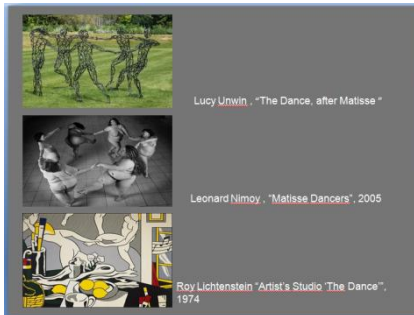 Lucy Unwin , "The Dance, after Matisse "
Leonard Nimoy , "Matisse Dancers", 2005
Roy Lichtenstein "Artist's Studio 'The Dance'",
1974